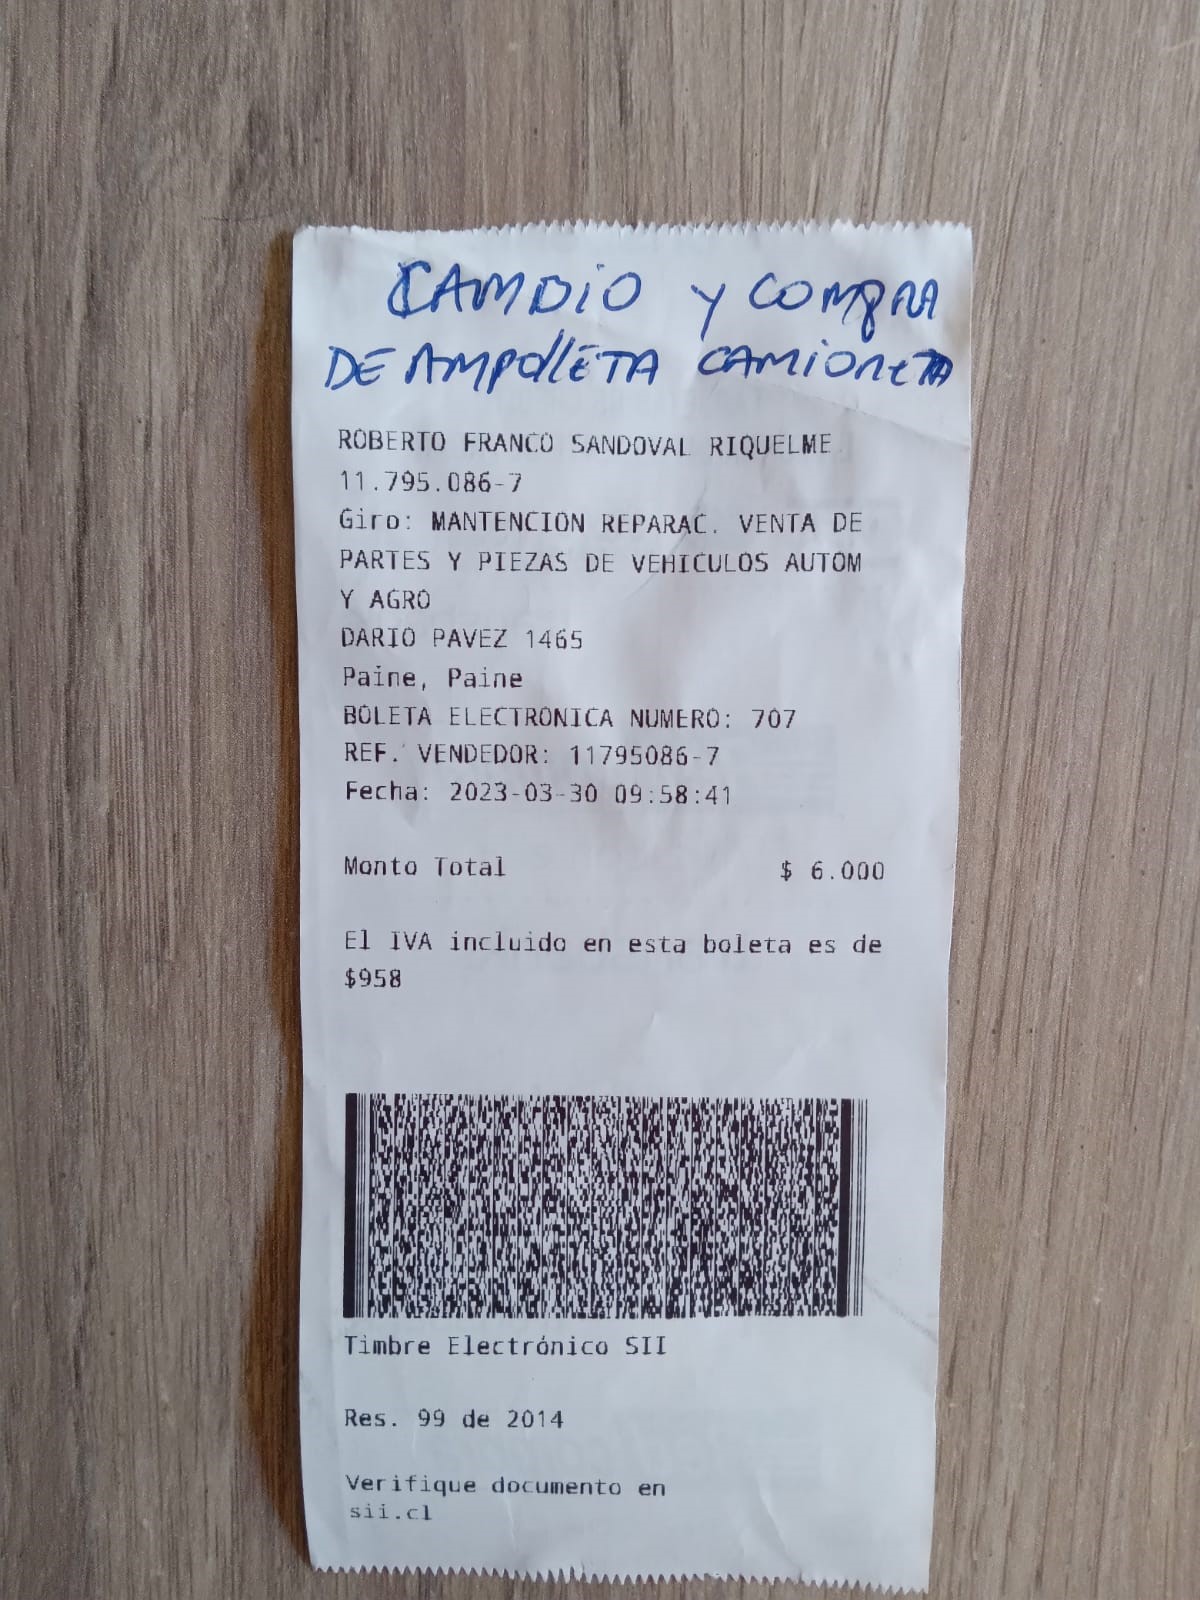 CAMBIO Y COMPRA
DE AMPOLLETA CAMIONETA
ROBERTO FRANCO SANDOVAL RIQUELME
11.795.086-7
Giro: MANTENCION REPARAC. VENTA DE
PARTES Y PIEZAS DE VEHICULOS AUTOM
Y AGRO
DARIO PAVEZ 1465
Paine, Paine
BOLETA ELECTRONICA NUMERO: 707
REF. VENDEDOR: 11795086-7
Fecha: 2023-03-30 09:58:41
Monto Total $ 6.000
El IVA incluido en esta boleta es de
$958
Timbre Electrónico SII
Res. 99 de 2014
Verifique documento en
sii.cl